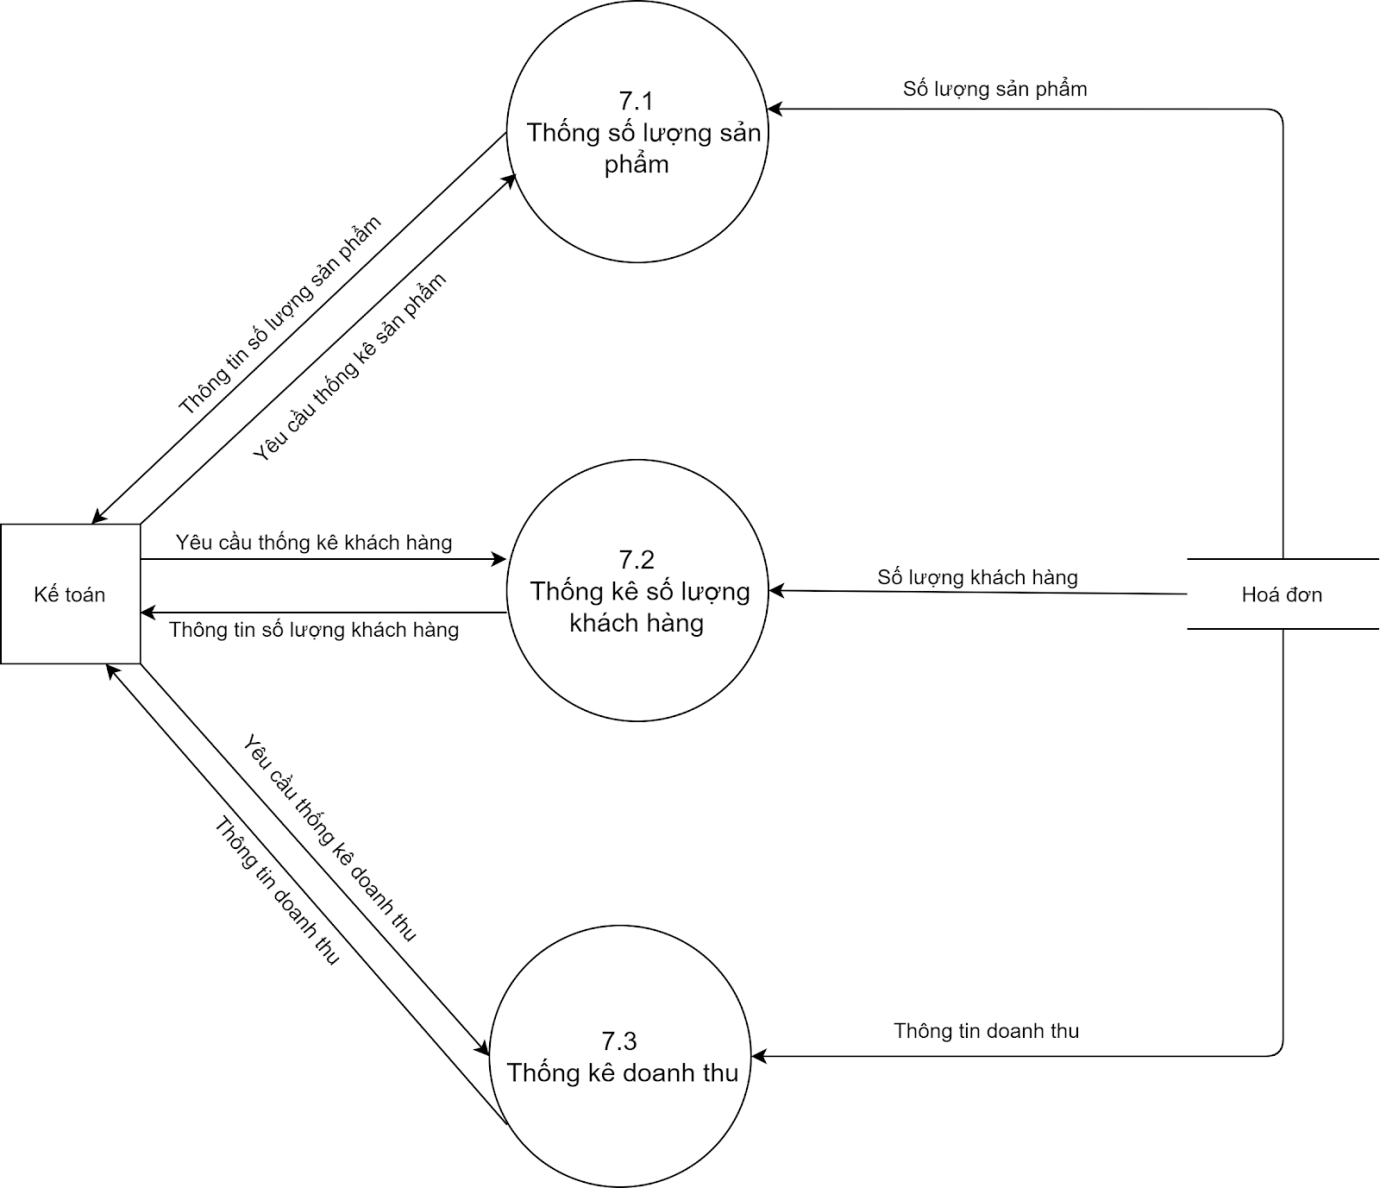 7.1
Thống số lượng sản
phẩm
Số lượng sản phẩm
Thông tin số lượng sản phẩm
Yêu cầu thống kê sản phẩm
Kế toán
Yêu cầu thống kê khách hàng
Thông tin số lượng khách hàng
7.2
Thống kê số lượng
khách hàng
Số lượng khách hàng
Hoá đơn
Yêu cầu thống kê doanh thu
Thông tin doanh thu
7.3
Thống kê doanh thu
Thông tin doanh thu